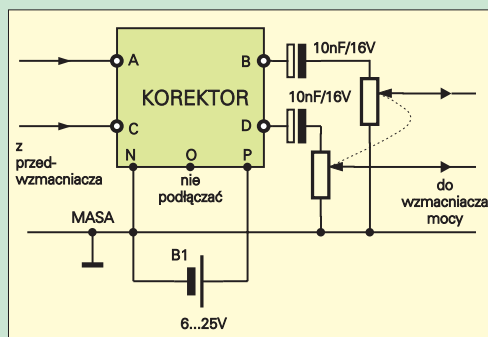 10nF/16V
A
B
KOREKTOR
10nF/16V
C
D
z
przed-
wzmacniacza
N
O
P
nie
podłączać
do
wzmacniacza
mocy
MASA
B1
6...25V